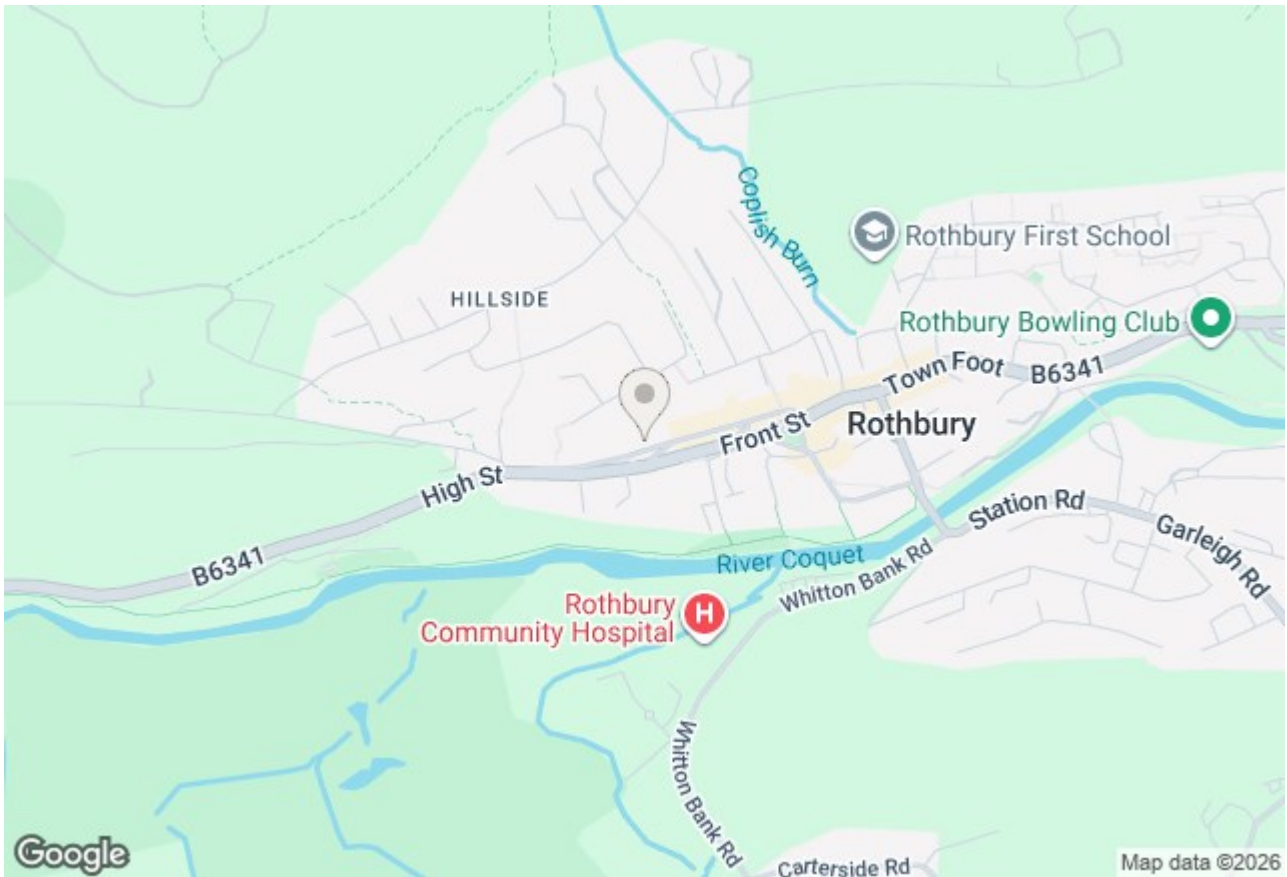 Coplish Burn
Rothbury First School
HILLSIDE
Rothbury Bowling Club
Town Foot
B6341
Front St
Rothbury
High St
Station Rd
Garleigh Rd
B6341
River Coquet
Whitton Bank Rd
Rothbury
Community Hospital
H
Whitton Bank Rd
Carterside Rd
Google
Map data ©2026